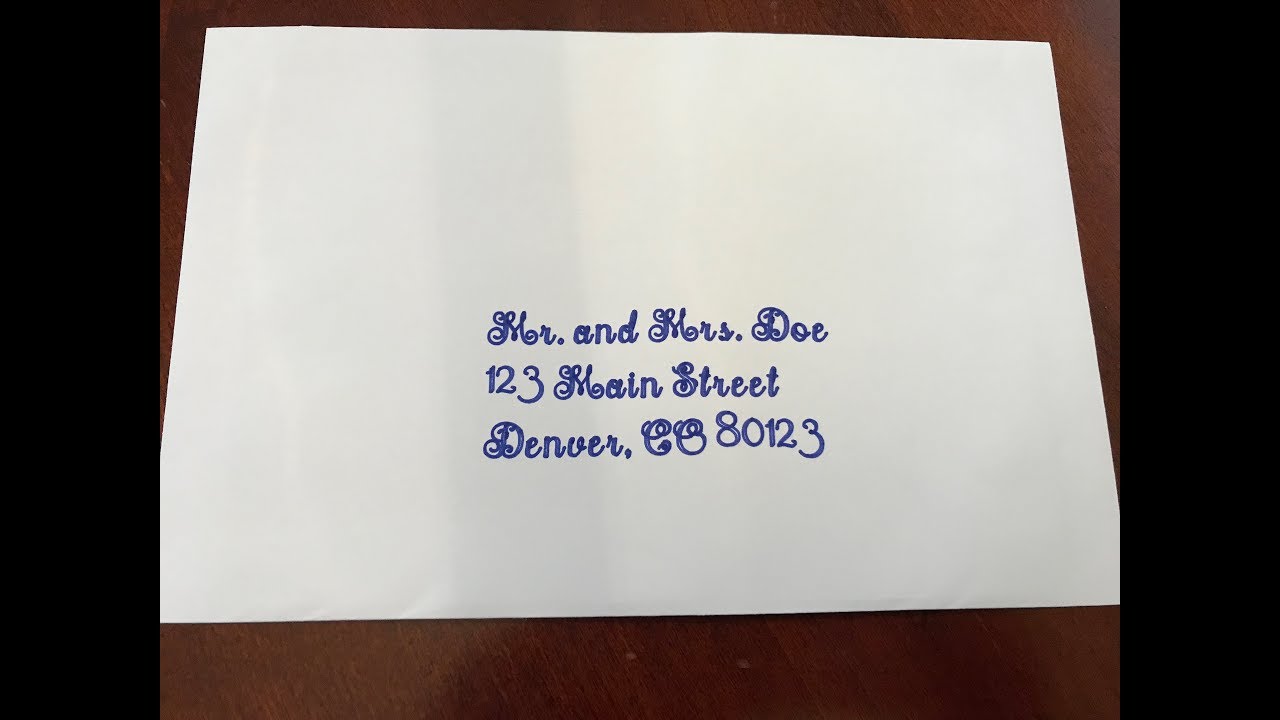 Mr. and Mrs. Doe
123 Main Street
Denver, CO 80123